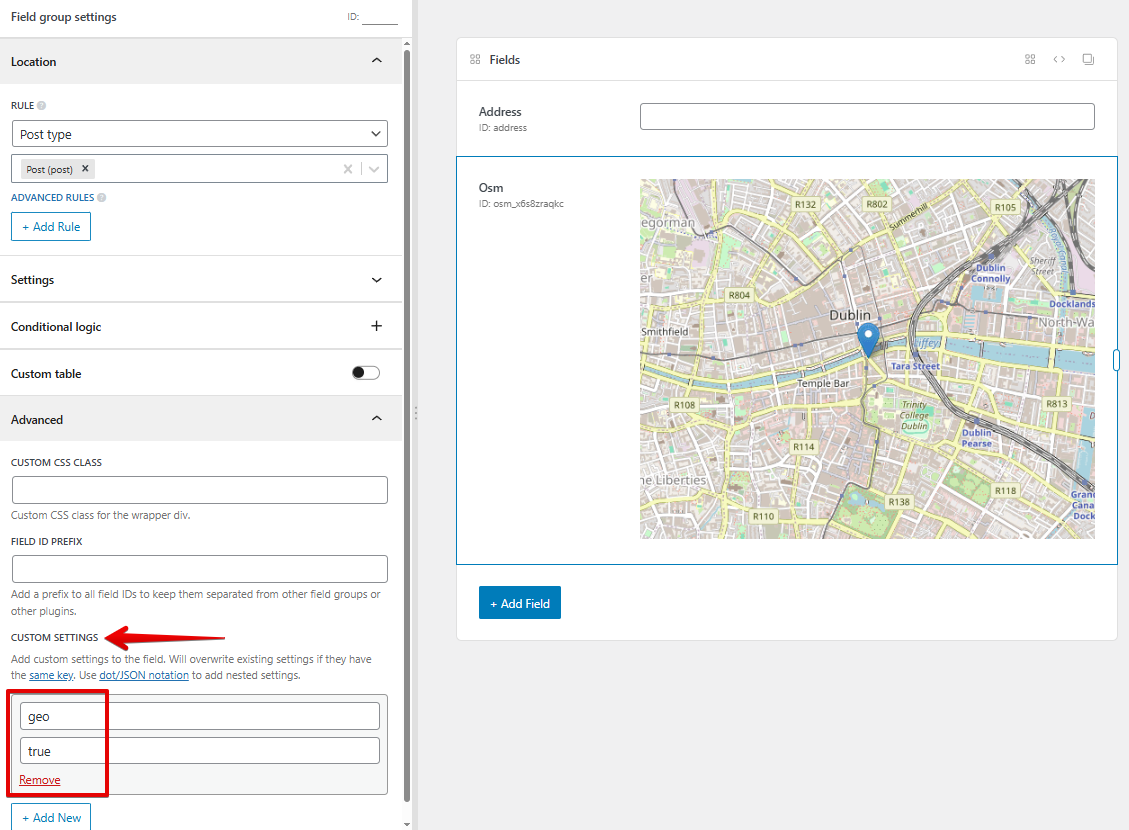 Field group settings
ID:
Location
RULE
Post type
Post (post)
ADVANCED RULES
+ Add Rule
Settings
Conditional logic
Custom table
Advanced
CUSTOM CSS CLASS
Custom CSS class for the wrapper div.
FIELD ID PREFIX
Add a prefix to all field IDs to keep them separated from other field groups or
other plugins.
CUSTOM SETTINGS
Add custom settings to the field. Will overwrite existing settings if they have
the same key. Use dot/JSON notation to add nested settings.
geo
true
Remove
+ Add New
Fields
Address
ID: address
Osm
ID: osm_x6s8zraqkc
R132
R802
Summerhill
R105
egorman
Sheriff
Street
Dublin
Connolly
R804
Docklands
Dublin
North-Wa
Smithfield
Liffey
Tara Street
Temple Bar
R108
Trinity
College
Dublin
R813
Dublin
Pearse
R114
he Liberties
R118
R138
Grand
Cana
Dock
R110
+ Add Field